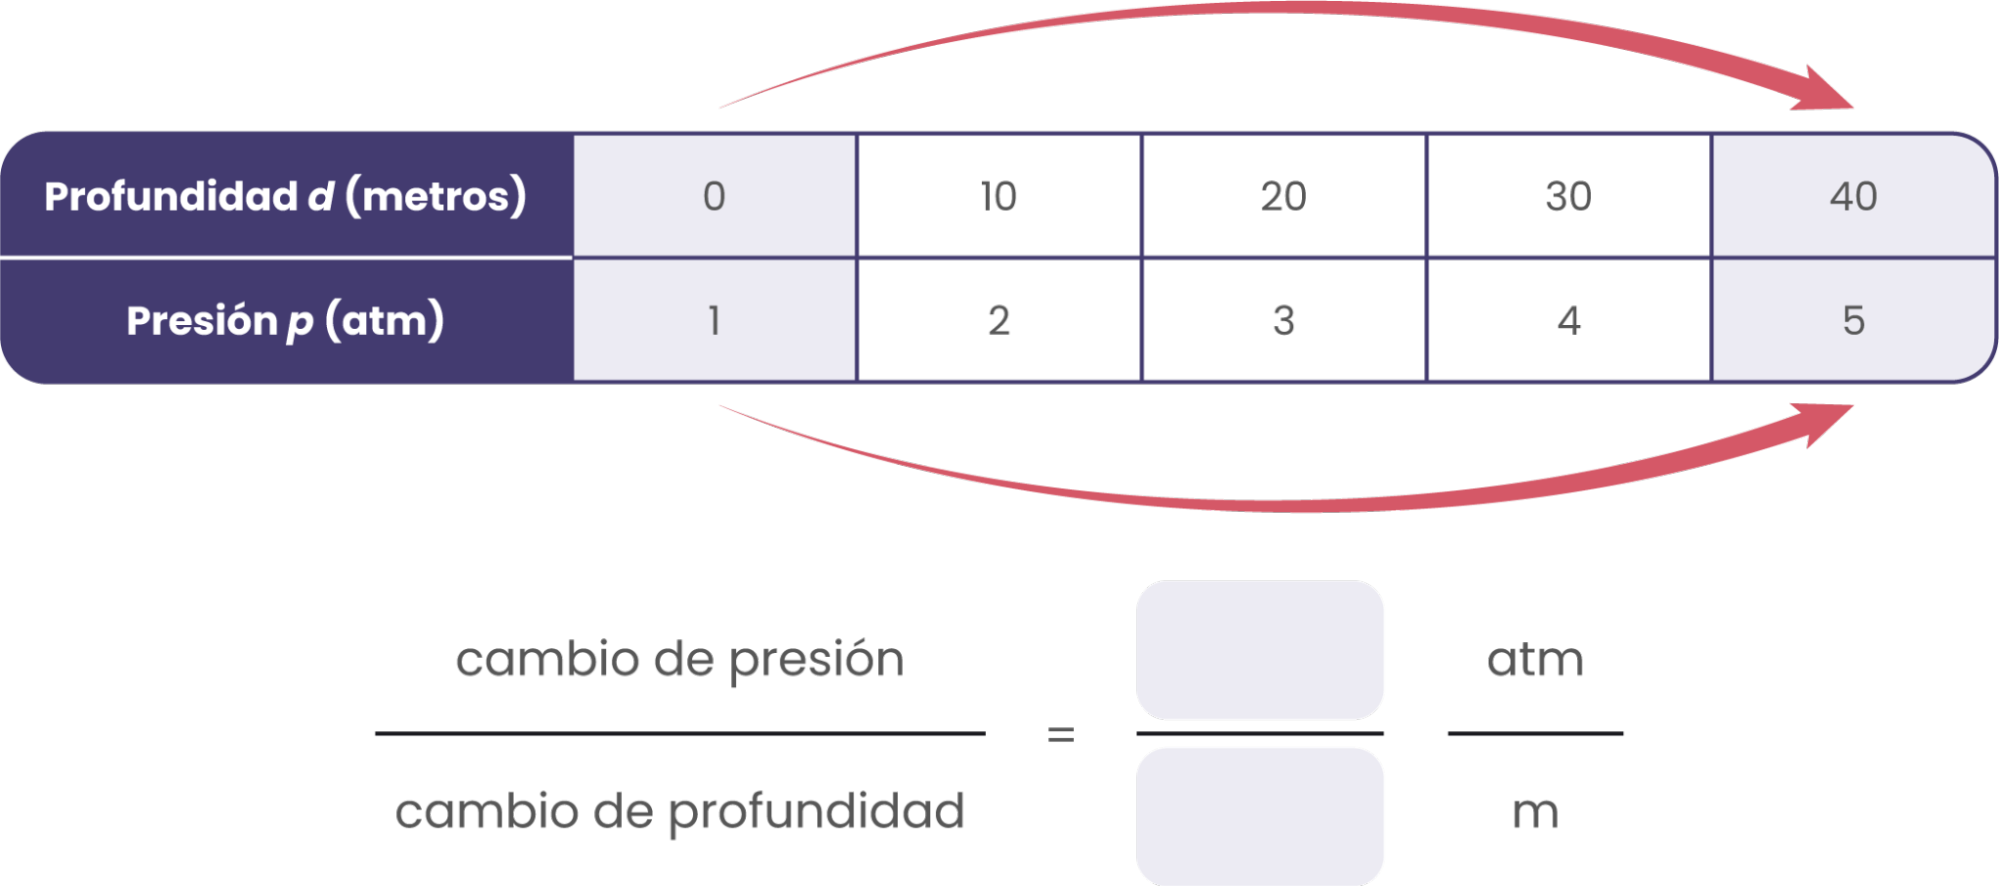 Profundidad d (metros) 0 10 20 30 40
Presión p (atm) 1 2 3 4 5
cambio de presión atm
=
cambio de profundidad m